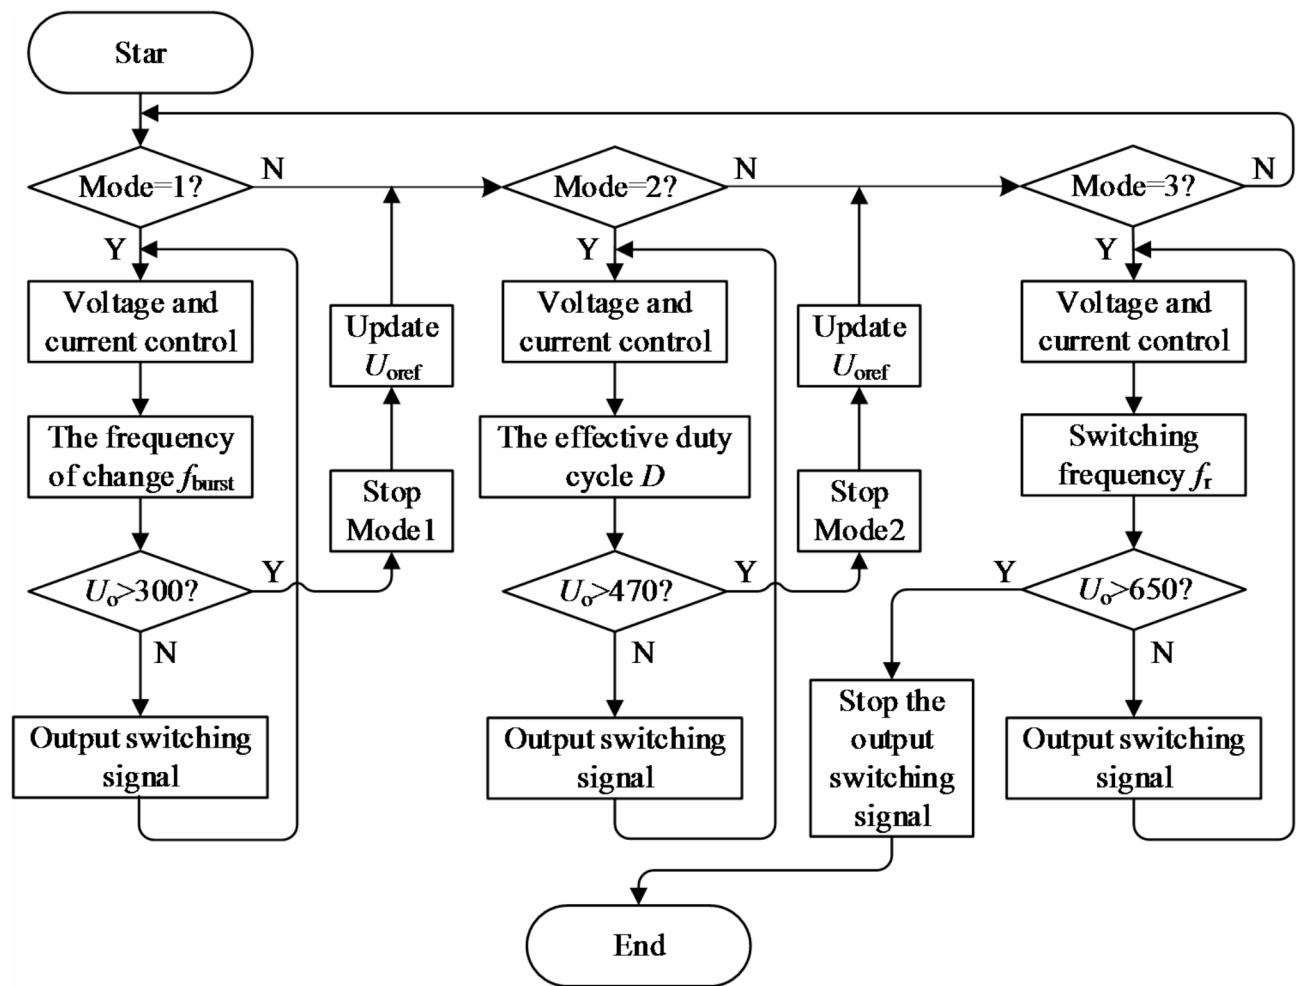 Star
Mode=1?
N
Mode=2?
N
Mode=3?
N
Y
Y
Y
Voltage and
current control
Update
Uoref
Voltage and
current control
Update
Uoref
Voltage and
current control
The frequency
of change fburst
Stop
Mode1
The effective duty
cycle D
Stop
Mode2
Switching
frequency fr
Uo>300?
Y
Uo>470?
Y
Y
Uo>650?
N
N
N
Output switching
signal
Output switching
signal
Stop the
output
switching
signal
Output switching
signal
End